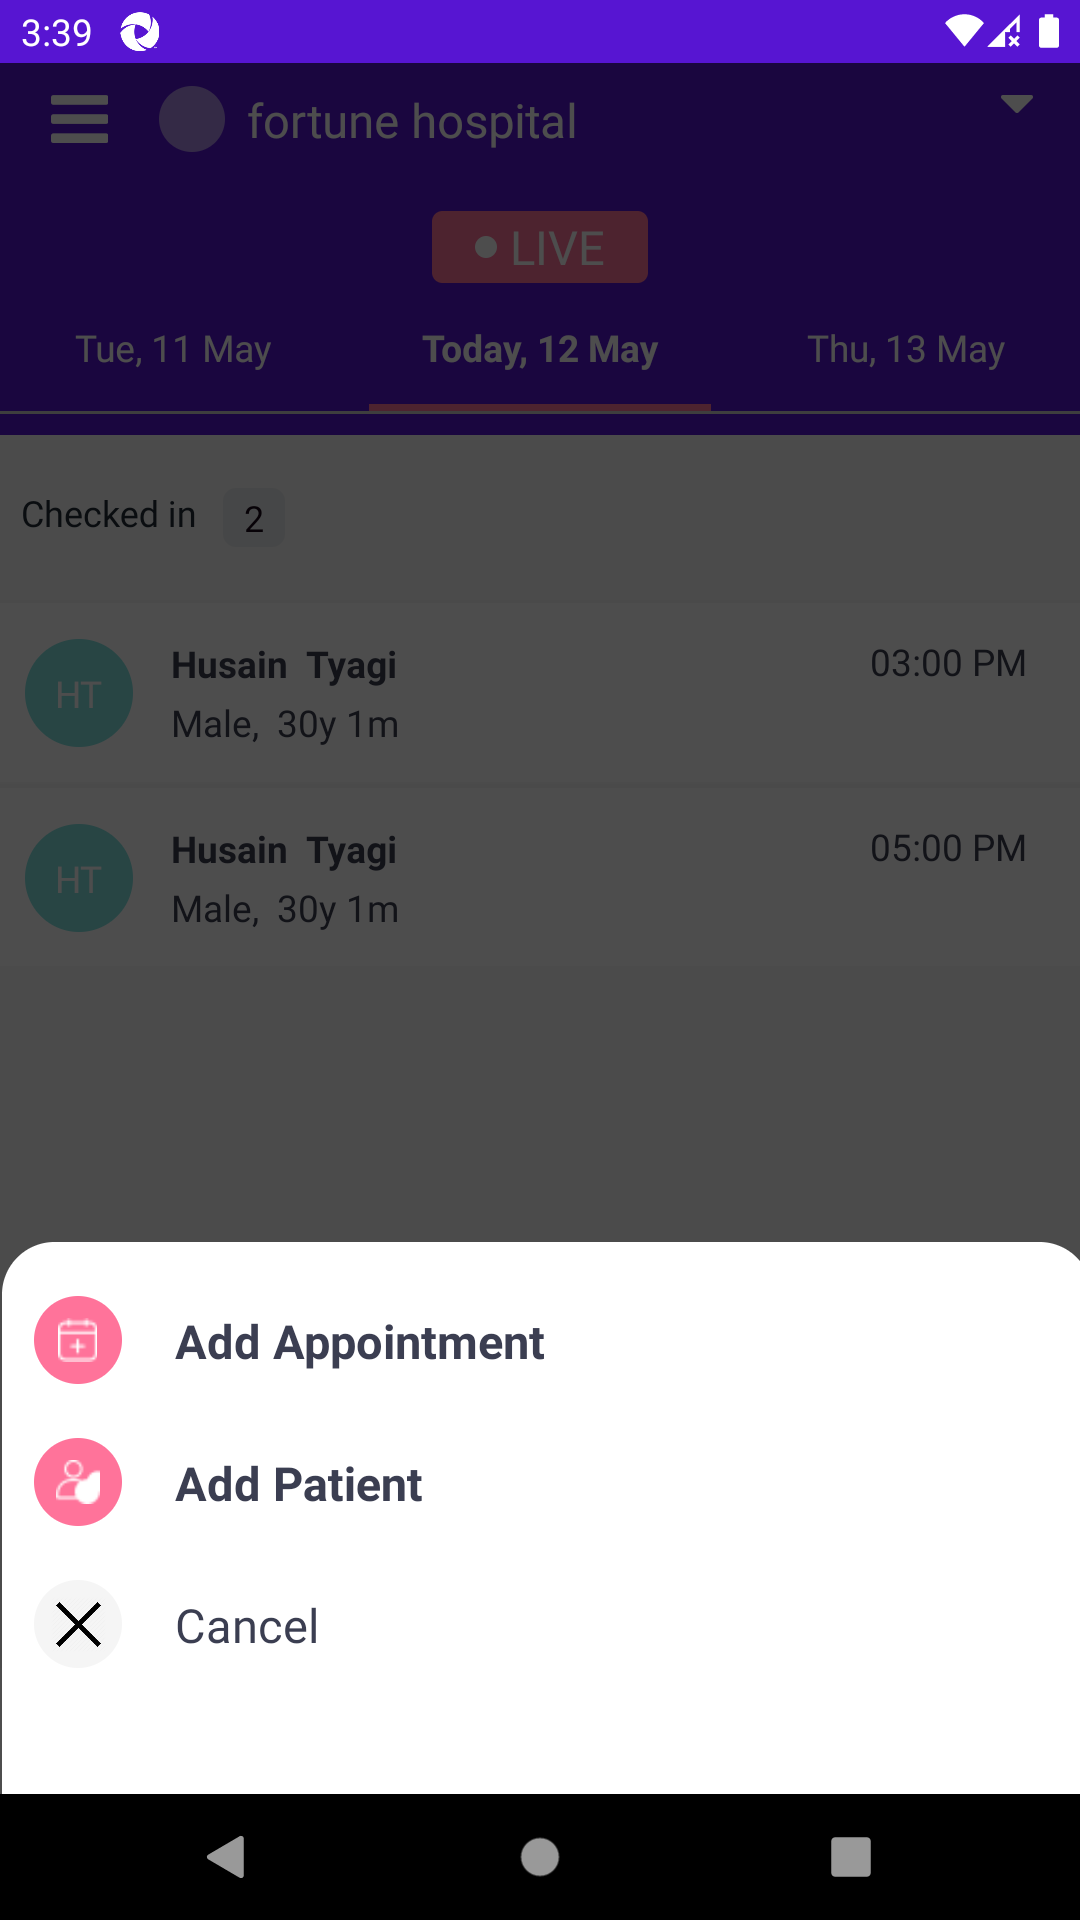 3:39
fortune hospital
LIVE
Tue, 11 May
Today, 12 May
Thu, 13 May
Checked in 2
HT
Husain Tyagi
03:00 PM
Male, 30y 1m
HT
Husain Tyagi
05:00 PM
Male, 30y 1m
Add Appointment
Add Patient
Cancel